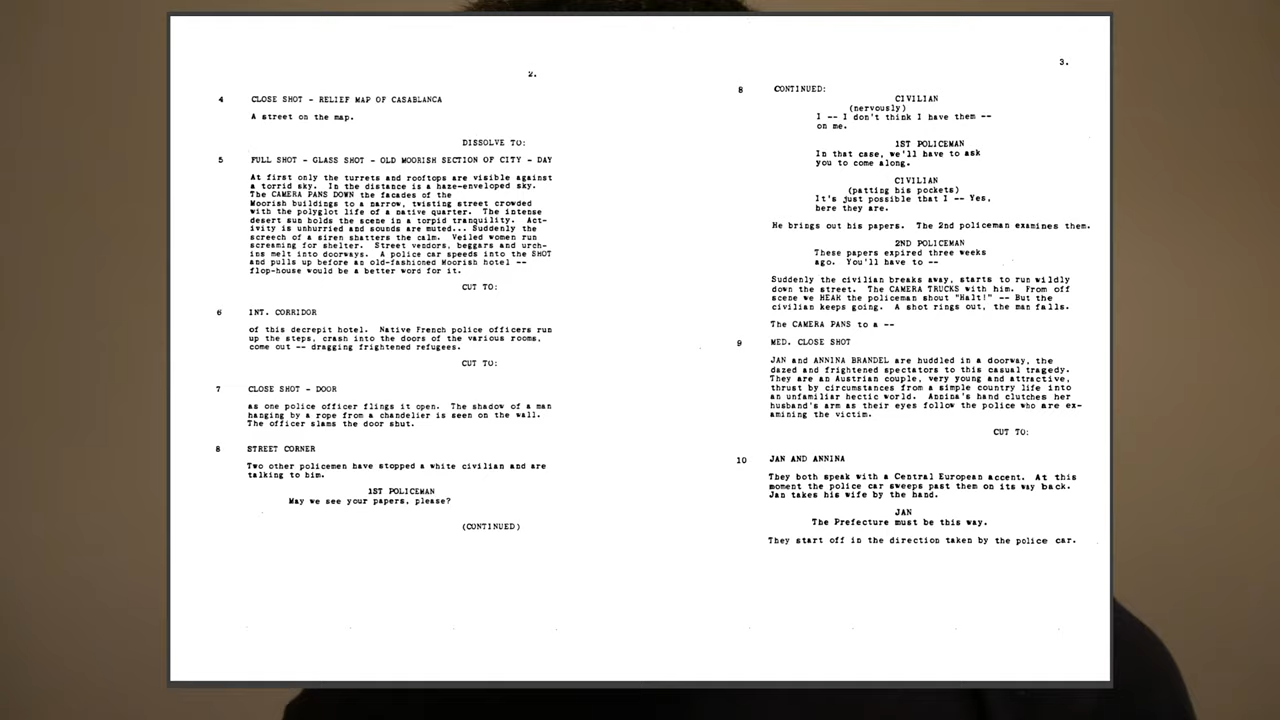 2.
4 CLOSE SHOT - RELIEF MAP OF CASABLANCA
A street on the map.
DISSOLVE TO:
5 FULL SHOT - GLASS SHOT - OLD MOORISH SECTION OF CITY - DAY
At first only the turrets and rooftops are visible against
a torrid sky. In the distance is a haze-enveloped sky.
The CAMERA PANS DOWN the facades of the
Moorish buildings to a narrow, twisting street crowded
with the polyglot life of a native quarter. The intense
desert sun holds the scene in a torpid tranquility. Act-
ivity is unhurried and sounds are muted... Suddenly the
screech of a siren shatters the calm. Veiled women run
screaming for shelter. Street vendors, beggars and urch-
ins melt into doorways. A police car speeds into the SHOT
and pulls up before an old-fashioned Moorish hotel --
flop-house would be a better word for it.
CUT TO:
6 INT. CORRIDOR
of this decrepit hotel. Native French police officers run
up the steps, crash into the doors of the various rooms,
come out -- dragging frightened refugees.
CUT TO:
7 CLOSE SHOT - DOOR
as one police officer flings it open. The shadow of a man
hanging by a rope from a chandelier is seen on the wall.
The officer slams the door shut.
8 STREET CORNER
Two other policemen have stopped a white civilian and are
talking to him.
1ST POLICEMAN
May we see your papers, please?
(CONTINUED)
3.
8 CONTINUED:
CIVILIAN
(nervously)
I -- I don't think I have them --
on me.
1ST POLICEMAN
In that case, we'll have to ask
you to come along.
CIVILIAN
(patting his pockets)
It's just possible that I -- Yes,
here they are.
He brings out his papers. The 2nd policeman examines them.
2ND POLICEMAN
These papers expired three weeks
ago. You'll have to --
Suddenly the civilian breaks away, starts to run wildly
down the street. The CAMERA TRUCKS with him. From off
scene we HEAR the policeman shout "Halt!" -- But the
civilian keeps going. A shot rings out, the man falls.
The CAMERA PANS to a --
9 MED. CLOSE SHOT
JAN and ANNINA BRANDEL are huddled in a doorway, the
dazed and frightened spectators to this casual tragedy.
They are an Austrian couple, very young and attractive,
thrust by circumstances from a simple country life into
an unfamiliar hectic world. Annina's hand clutches her
husband's arm as their eyes follow the police who are ex-
amining the victim.
CUT TO:
10 JAN AND ANNINA
They both speak with a Central European accent. At this
moment the police car sweeps past them on its way back.
Jan takes his wife by the hand.
JAN
The Prefecture must be this way.
They start off in the direction taken by the police car.